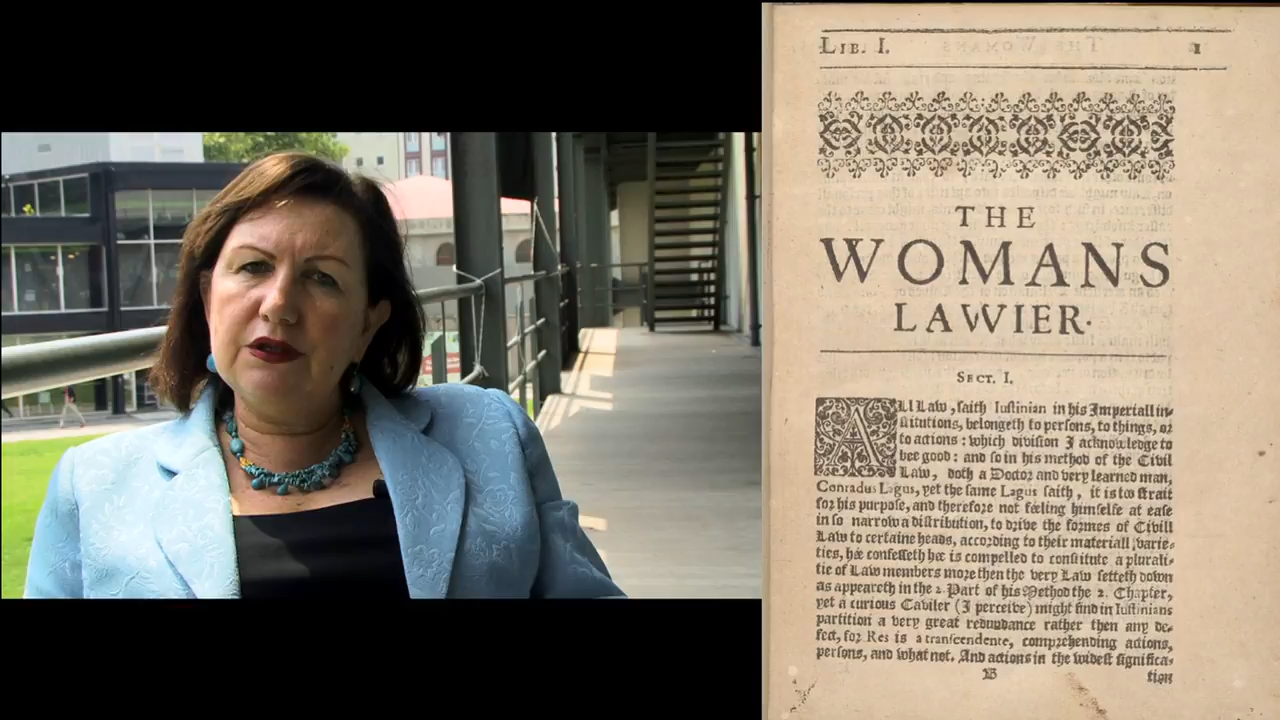 LIB. I. 1
THE
WOMANS
LAWIER.
SECT. I.
ALl Law, saith Iustinian in his Imperiall in-
stitutions, belongeth to persons, to things, or
to actions: which division I acknowledge to
bee good: and so in his method of the Civil
Law, doth a Doctor and very learned man,
Conradus Lagus, yet the same Lagus saith, it is too strait
for his purpose, and therefore not feeling himselfe at ease
in so narrow a distribution, to drive the formes of Civill
Law to certaine heads, according to their materiall varie-
ties, hee confesseth hee is compelled to constitute a plurali-
tie of Law members more then the very Law setteth down
as appeareth in the 2. Part of his Method the 2. Chapter,
yet a curious Caviler (I perceive) might find in Iustinians
partition a very great redundance rather then any de-
fect, for Res is a transcendente, comprehending actions,
persons, and what not. And actions in the widest significa-
B tion